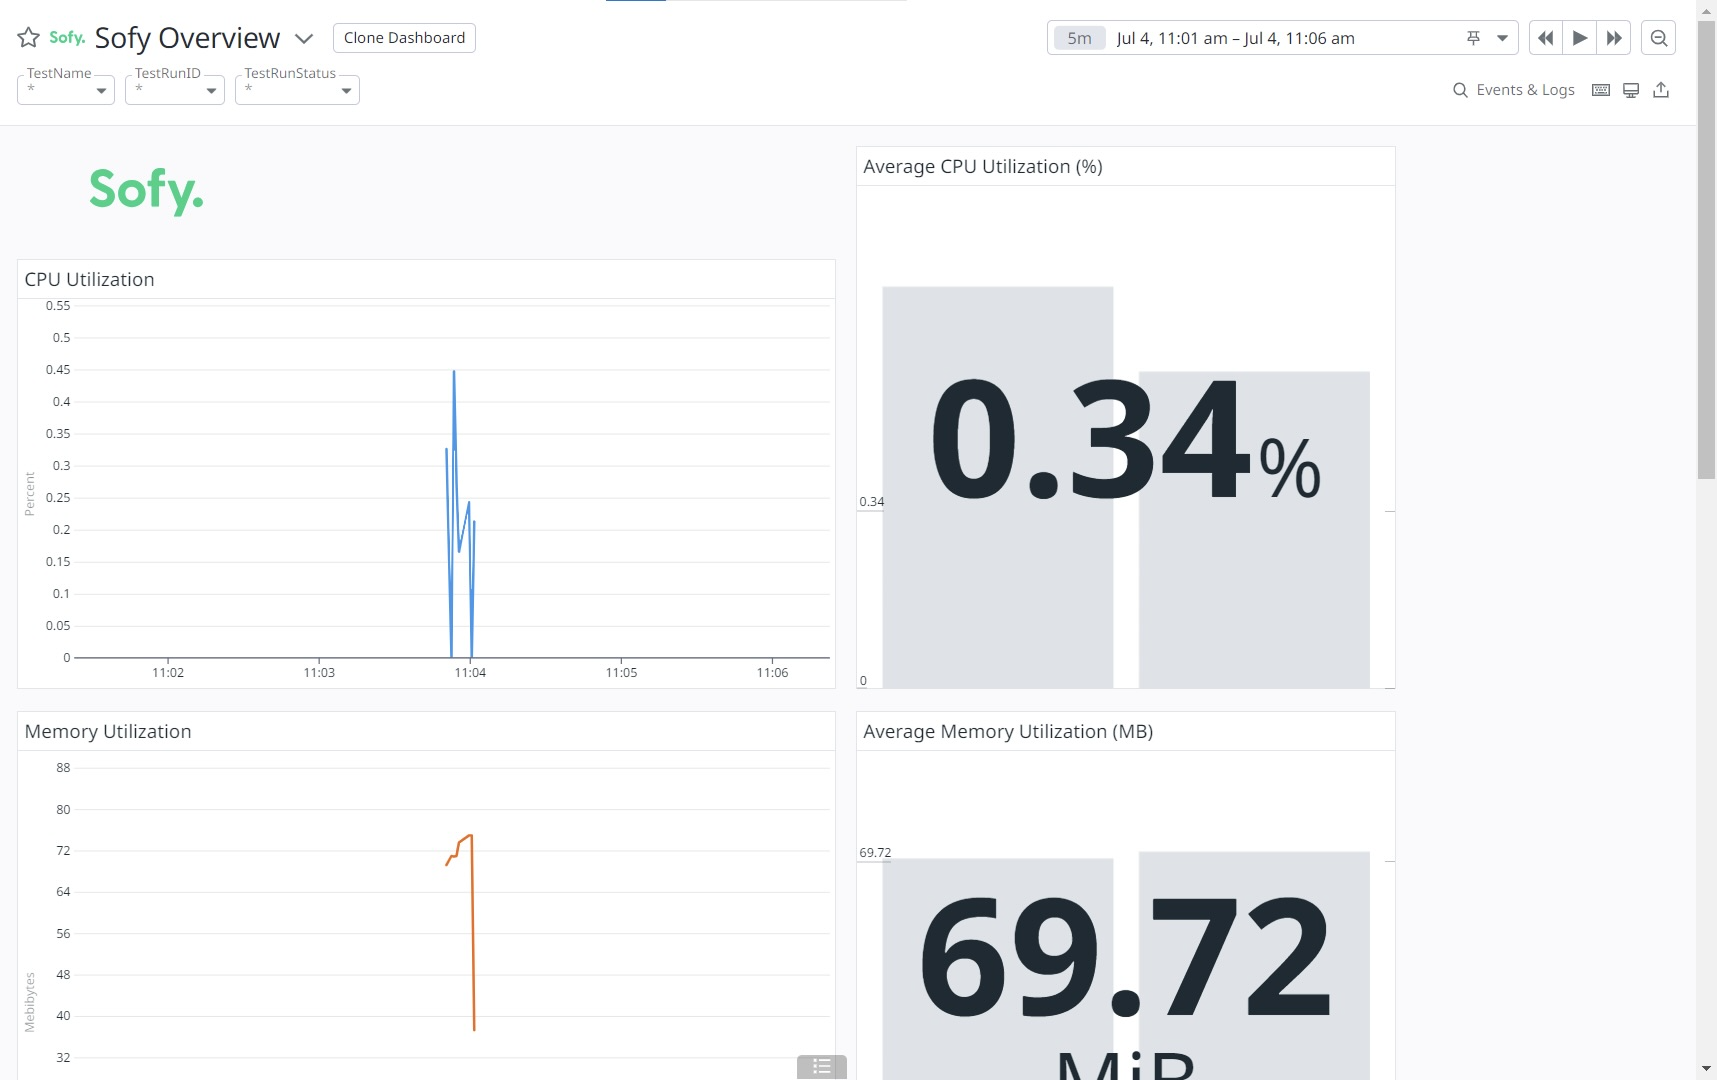 Sofy. Sofy Overview Clone Dashboard
5m Jul 4, 11:01 am – Jul 4, 11:06 am
TestName TestRunID TestRunStatus
* * *
Events & Logs
Sofy.
CPU Utilization
0.55
0.5
0.45
0.4
0.35
0.3
0.25
0.2
0.15
0.1
0.05
0
Percent
11:02 11:03 11:04 11:05 11:06
Average CPU Utilization (%)
0.34%
0.34
0
Memory Utilization
88
80
72
64
56
48
40
32
Mebibytes
Average Memory Utilization (MB)
69.72
69.72
MiB